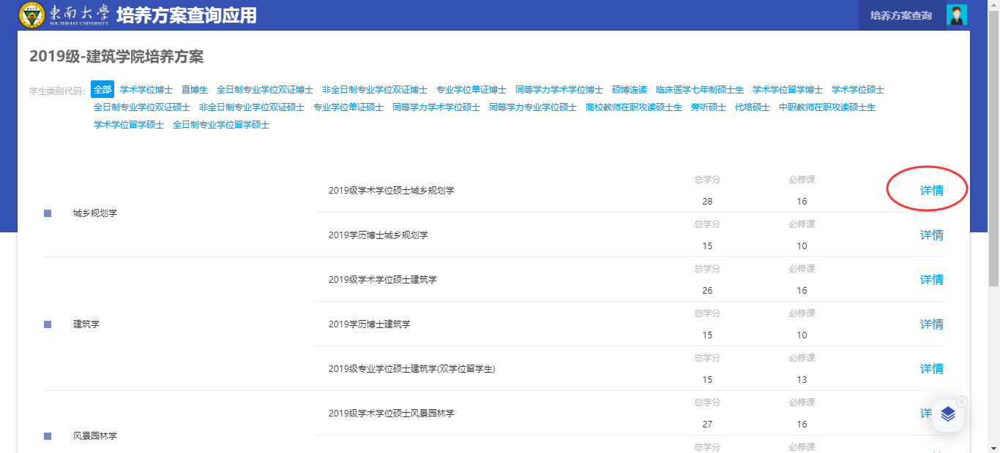 东南大学 培养方案查询应用 培养方案查询
SOUTHEAST UNIVERSITY
2019级-建筑学院培养方案
学生类别代码: 全部 学术学位博士 直博生 全日制专业学位双证博士 非全日制专业学位双证博士 专业学位单证博士 同等学力学术学位博士 硕博连读 临床医学七年制硕士生 学术学位留学博士 学术学位硕士
全日制专业学位双证硕士 非全日制专业学位双证硕士 专业学位单证硕士 同等学力学术学位硕士 同等学力专业学位硕士 高校教师在职攻读硕士生 旁听硕士 代培硕士 中职教师在职攻读硕士生
学术学位留学硕士 全日制专业学位留学硕士
城乡规划学
2019级学术学位硕士城乡规划学 总学分 28 必修课 16 详情
2019学历博士城乡规划学 总学分 15 必修课 10 详情
建筑学
2019级学术学位硕士建筑学 总学分 26 必修课 16 详情
2019学历博士建筑学 总学分 15 必修课 10 详情
2019级专业学位硕士建筑学(双学位留学生) 总学分 15 必修课 13 详情
风景园林学
2019级学术学位硕士风景园林学 总学分 27 必修课 16 详
总学分 必修课